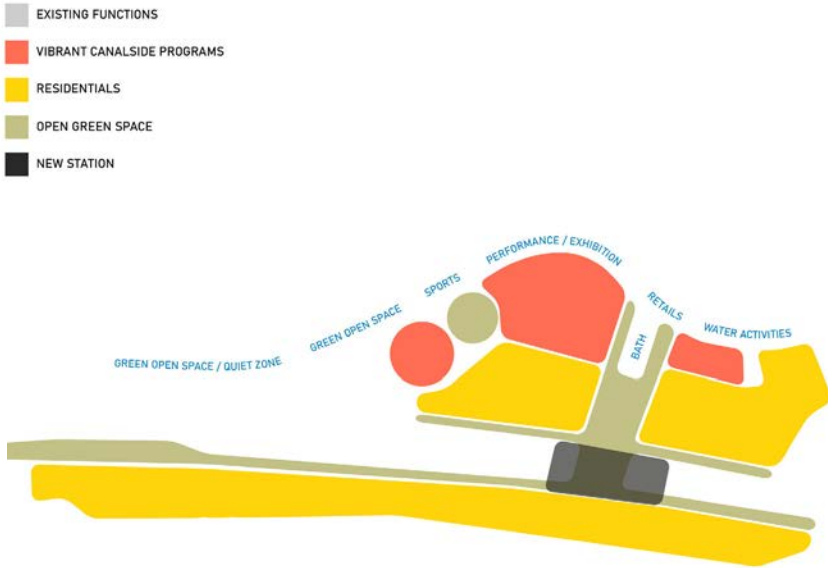 EXISTING FUNCTIONS
VIBRANT CANALSIDE PROGRAMS
RESIDENTIALS
OPEN GREEN SPACE
NEW STATION
PERFORMANCE / EXHIBITION
SPORTS
RETAILS
GREEN OPEN SPACE
WATER ACTIVITIES
BATH
GREEN OPEN SPACE / QUIET ZONE